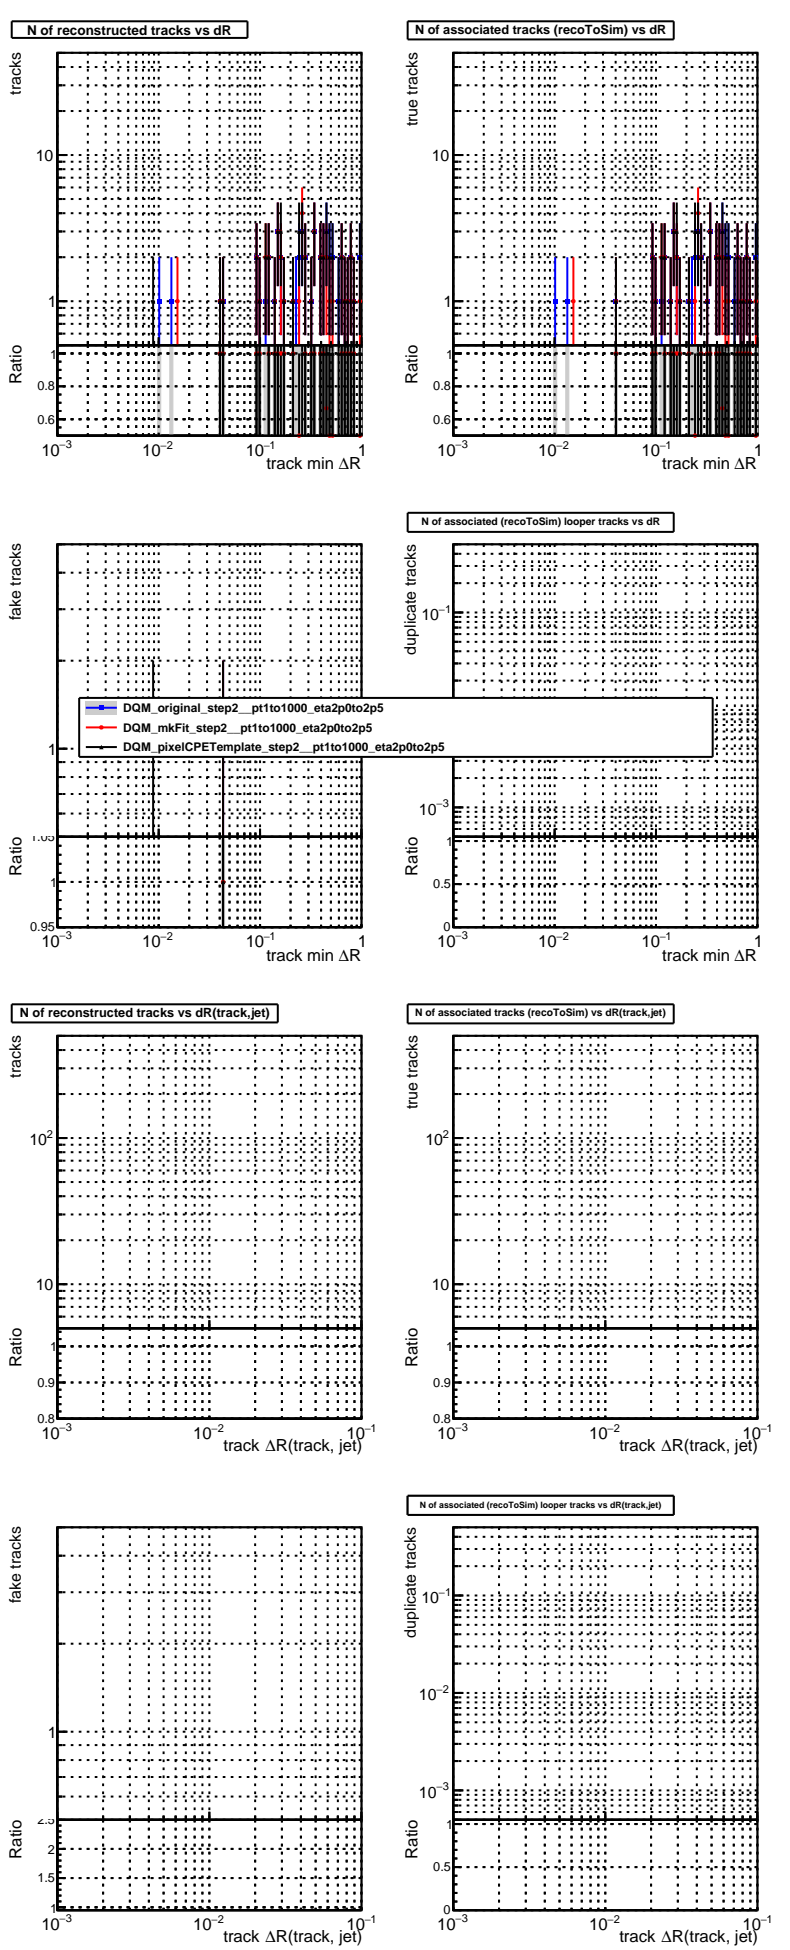 N of reconstructed tracks vs dR
N of associated tracks (recoToSim) vs dR
tracks
10
1
Ratio
1
0.8
0.6
10−3
10−2
10−1
1
track min ΔR
true tracks
10
1
Ratio
1
0.8
0.6
10−3
10−2
10−1
1
track min ΔR
N of associated (recoToSim) looper tracks vs dR
fake tracks
1
Ratio
1.05
1
0.95
10−3
10−2
10−1
1
track min ΔR
duplicate tracks
10−1
10−3
Ratio
1
0.5
0
10−3
10−2
10−1
1
track min ΔR
DQM_original_step2__pt1to1000_eta2p0to2p5
DQM_mkFit_step2__pt1to1000_eta2p0to2p5
DQM_pixelCPETemplate_step2__pt1to1000_eta2p0to2p5
N of reconstructed tracks vs dR(track,jet)
N of associated tracks (recoToSim) vs dR(track,jet)
tracks
102
10
Ratio
1
0.9
0.8
10−3
10−2
10−1
track ΔR(track, jet)
true tracks
102
10
Ratio
1
0.9
0.8
10−3
10−2
10−1
track ΔR(track, jet)
N of associated (recoToSim) looper tracks vs dR(track,jet)
fake tracks
1
Ratio
2.5
2
1.5
1
10−3
10−2
10−1
track ΔR(track, jet)
duplicate tracks
10−1
10−2
10−3
Ratio
1
0.5
0
10−3
10−2
10−1
track ΔR(track, jet)